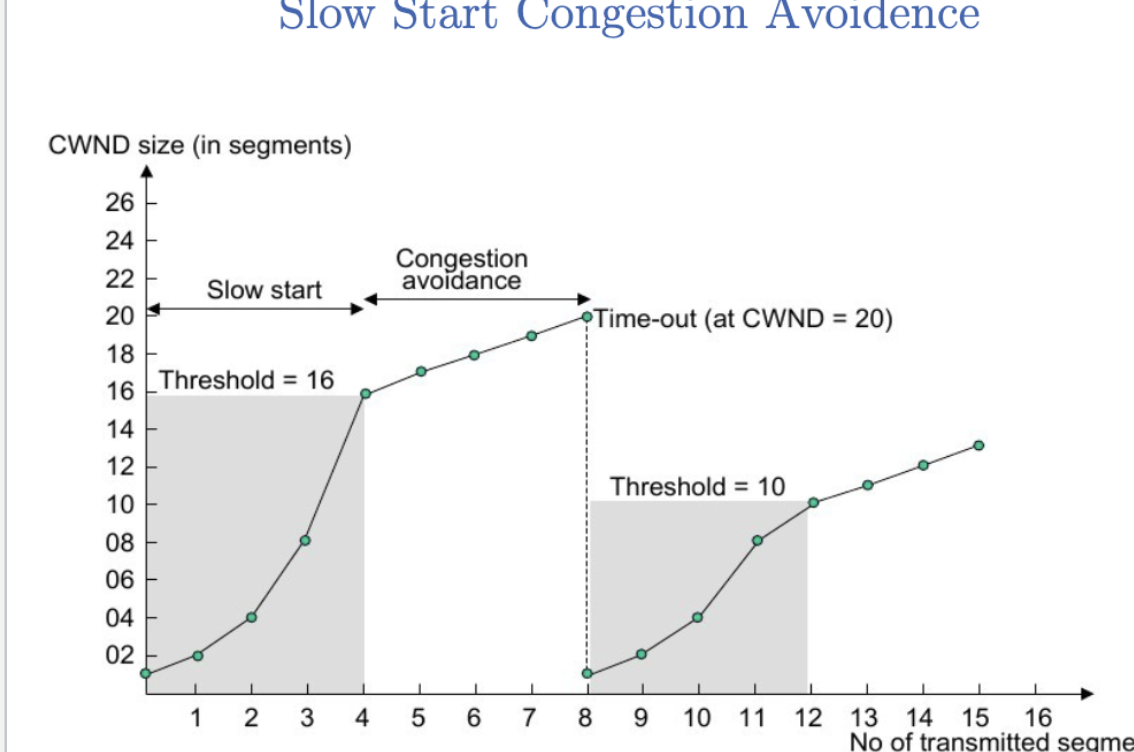 Slow Start Congestion Avoidence
CWND size (in segments)
26
24
22
20
18
16
14
12
10
08
06
04
02
Slow start
Congestion
avoidance
Time-out (at CWND = 20)
Threshold = 16
Threshold = 10
1 2 3 4 5 6 7 8 9 10 11 12 13 14 15 16
No of transmitted segme